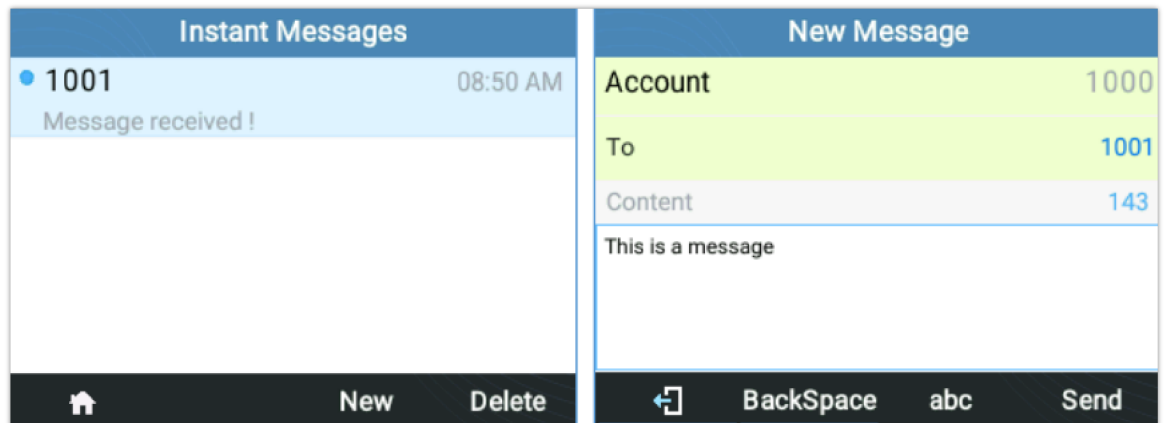 Instant Messages
1001
08:50 AM
Message received !
New
Delete
New Message
Account
1000
To
1001
Content
143
This is a message
BackSpace
abc
Send